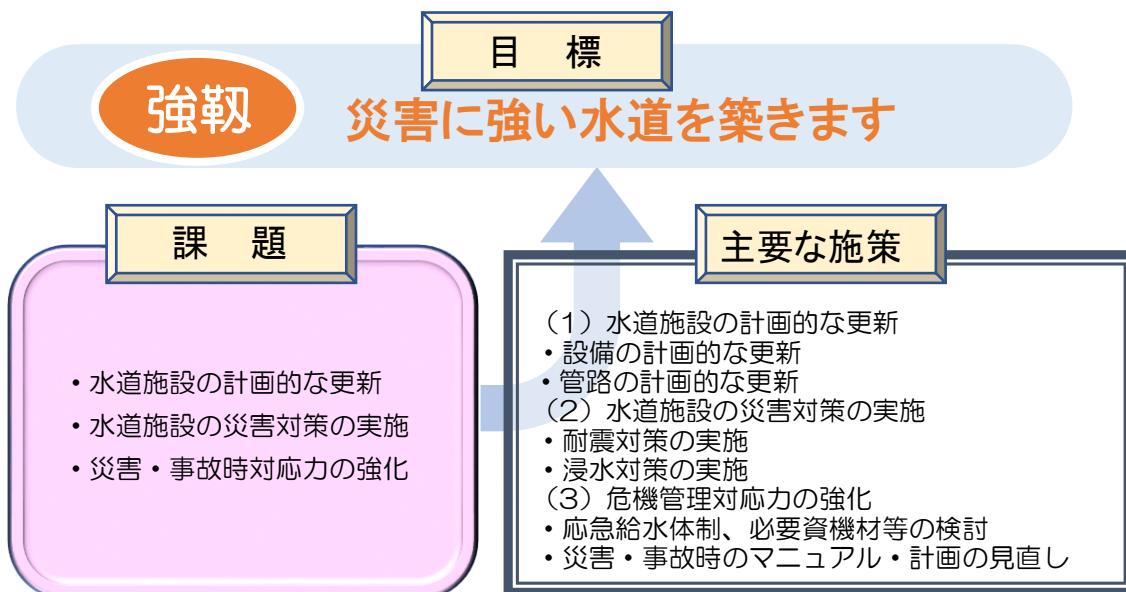 目 標
強靱 災害に強い水道を築きます
課 題
・水道施設の計画的な更新
・水道施設の災害対策の実施
・災害・事故時対応力の強化
主要な施策
（1）水道施設の計画的な更新
・設備の計画的な更新
・管路の計画的な更新
（2）水道施設の災害対策の実施
・耐震対策の実施
・浸水対策の実施
（3）危機管理対応力の強化
・応急給水体制、必要資機材等の検討
・災害・事故時のマニュアル・計画の見直し